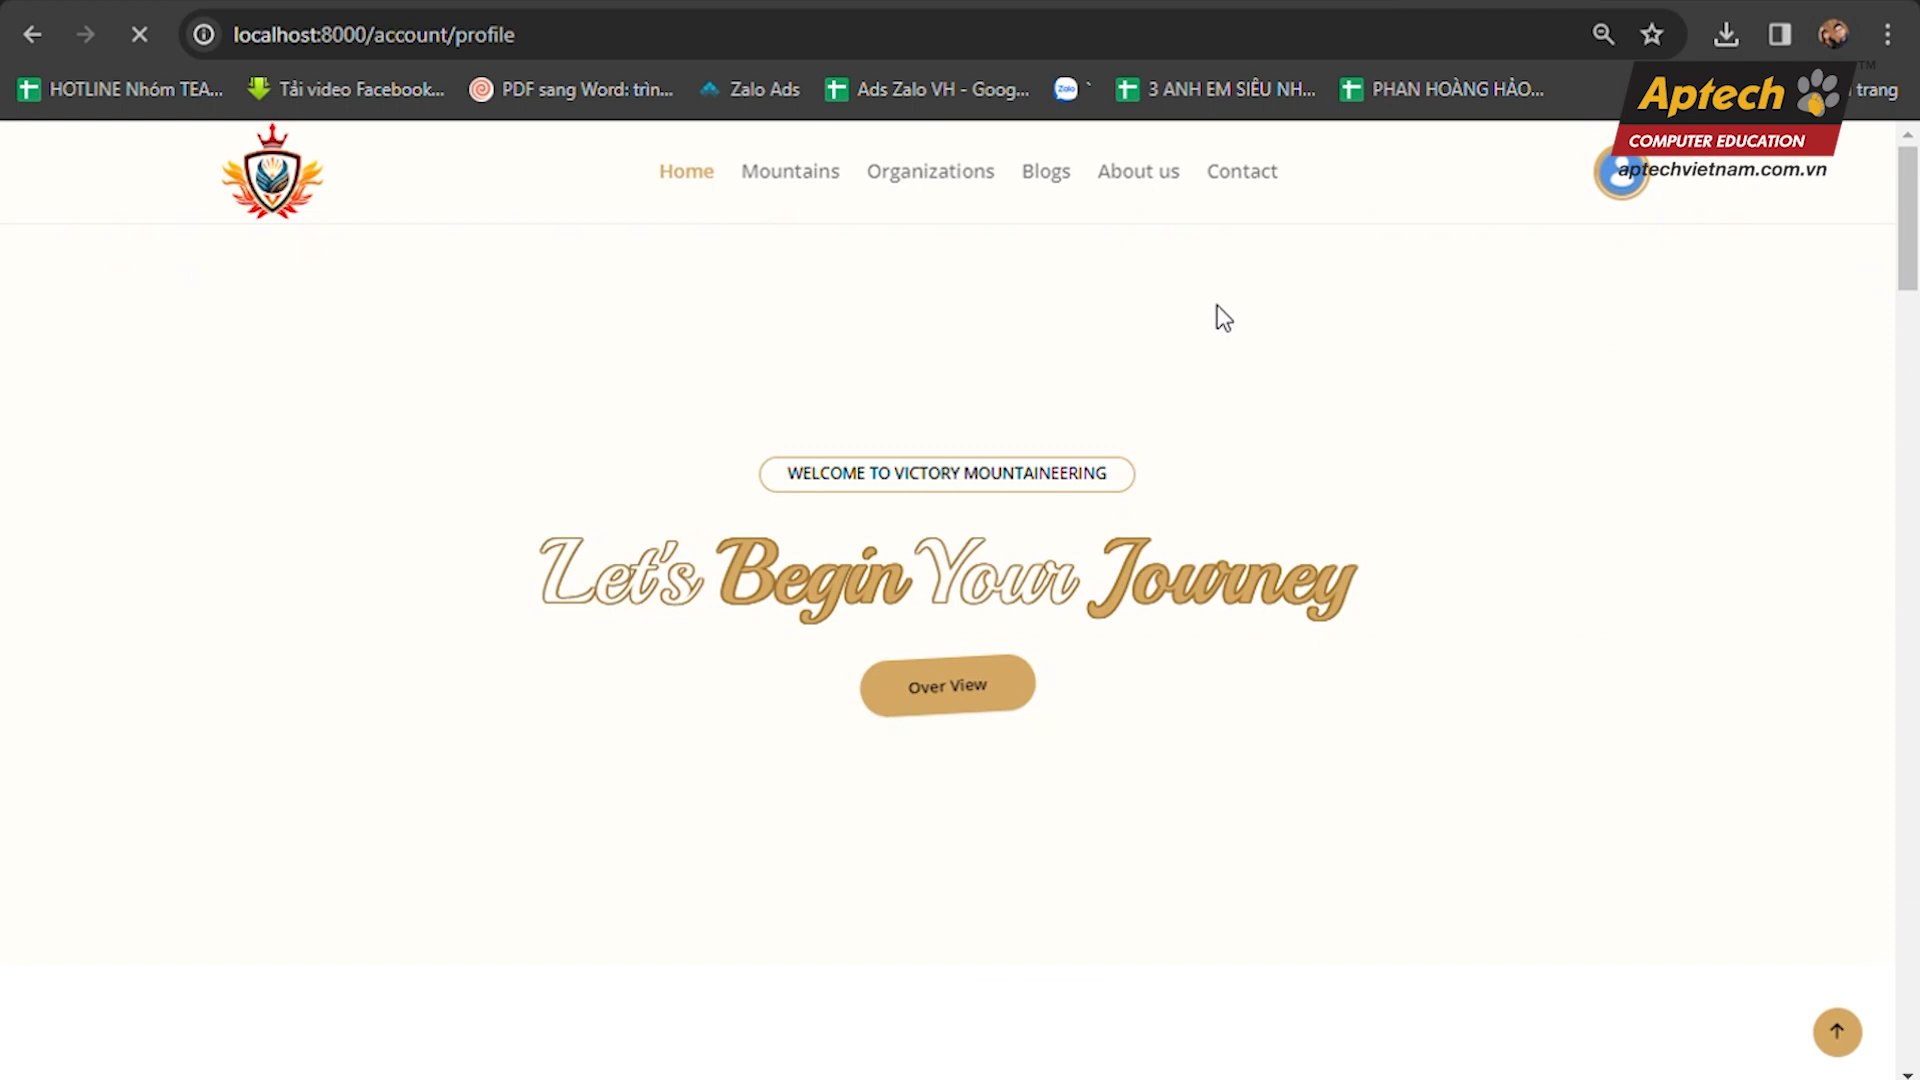 localhost:8000/account/profile
HOTLINE Nhóm TEA... Tải video Facebook... PDF sang Word: trìn... Zalo Ads Ads Zalo VH - Goog... Zalo ` 3 ANH EM SIÊU NH... PHAN HOÀNG HẢO... trang
Aptech TM
COMPUTER EDUCATION
aptechvietnam.com.vn
Home Mountains Organizations Blogs About us Contact
WELCOME TO VICTORY MOUNTAINEERING
Let's Begin Your Journey
Over View